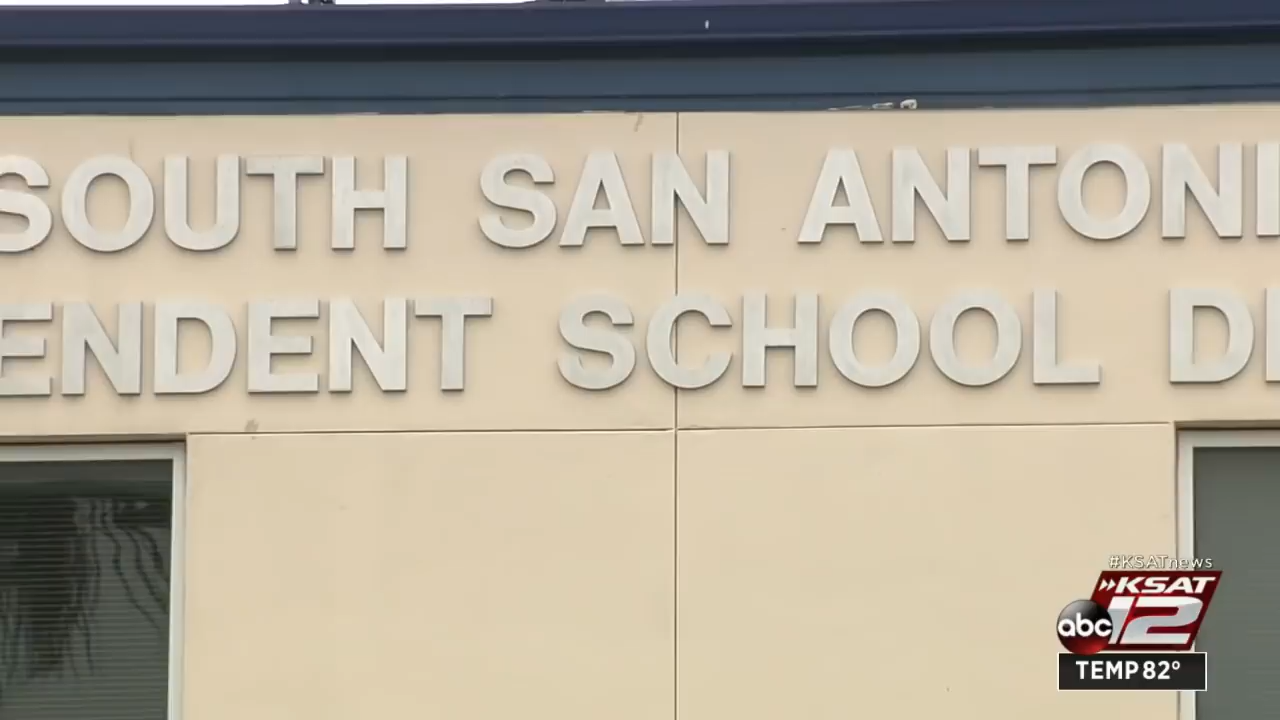 SOUTH SAN ANTONI
ENDENT SCHOOL DI
#KSATnews
KSAT
abc 12
TEMP 82°